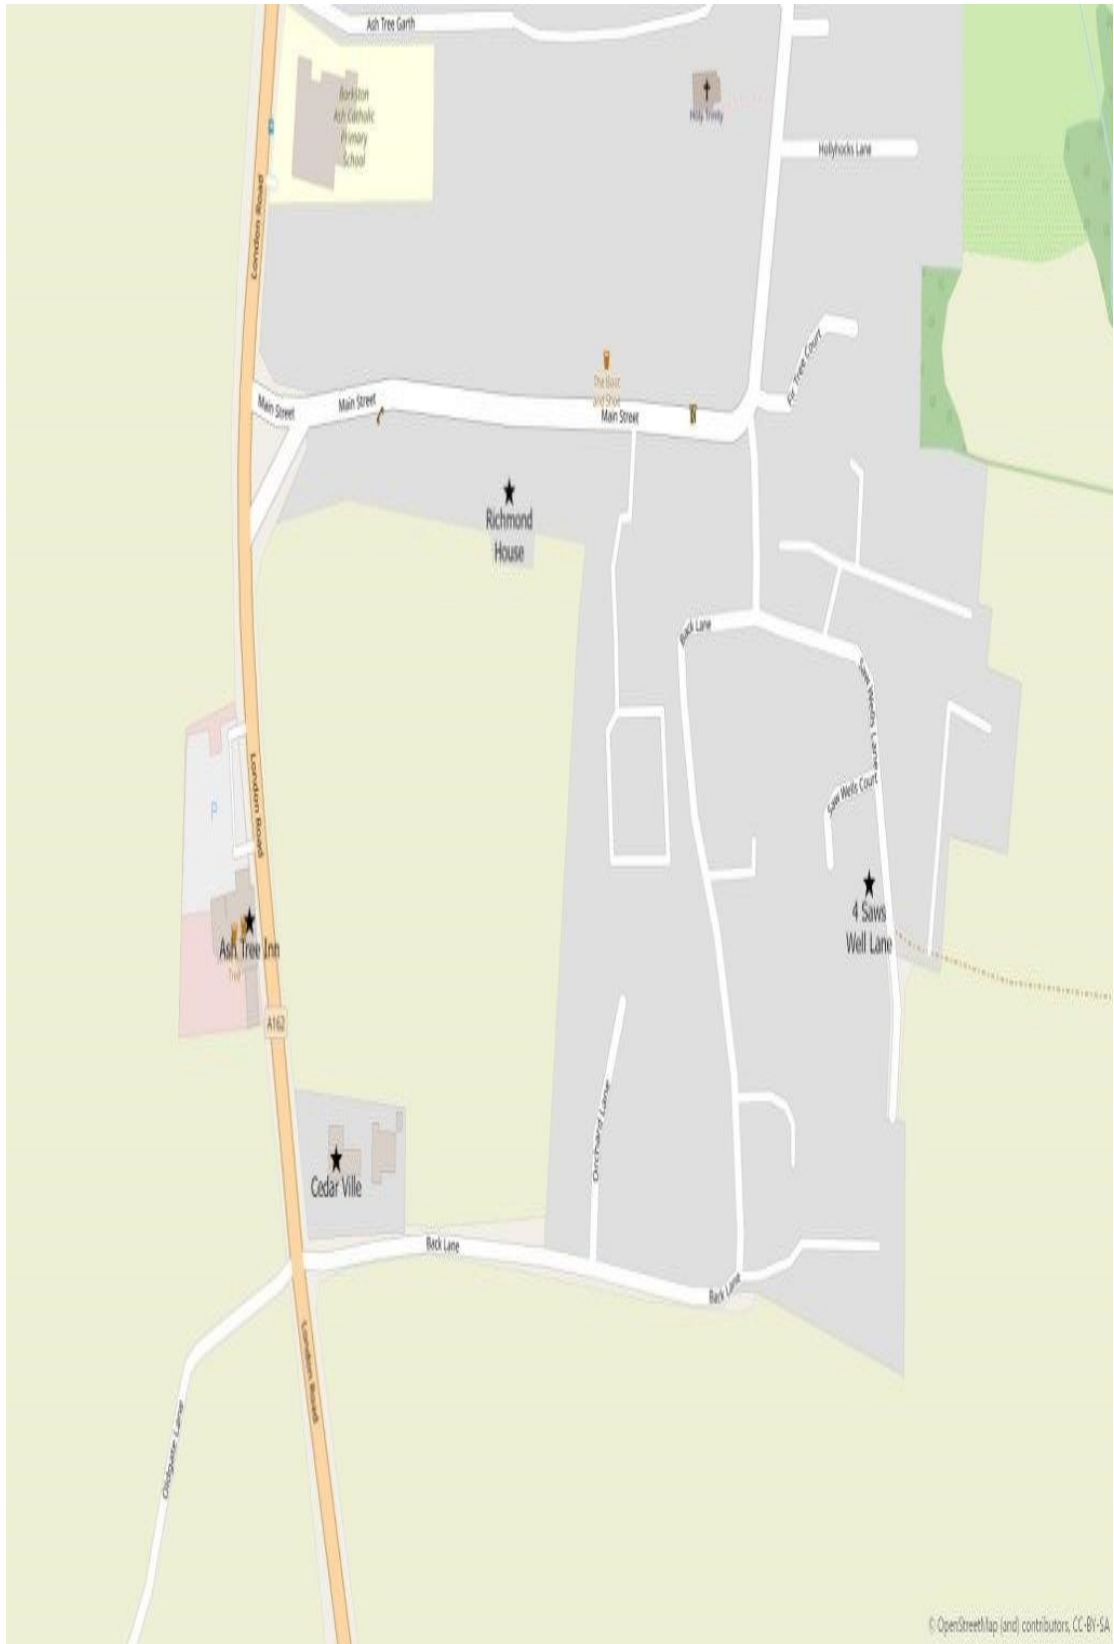 Ash Tree Garth
Barkston
Ash Catholic
Primary
School
Holy Trinity
Hollyhocks Lane
London Road
Fir Tree Court
The Boot
and Shoe
Main Street
Main Street
Main Street
Richmond
House
Back Lane
Saw Wells Lane
London Road
P
Saw Wells Court
4 Saws
Well Lane
Ash Tree Inn
A162
Orchard Lane
Cedar Ville
Back Lane
Back Lane
London Road
Oldgate Lane
© OpenStreetMap (and) contributors, CC-BY-SA